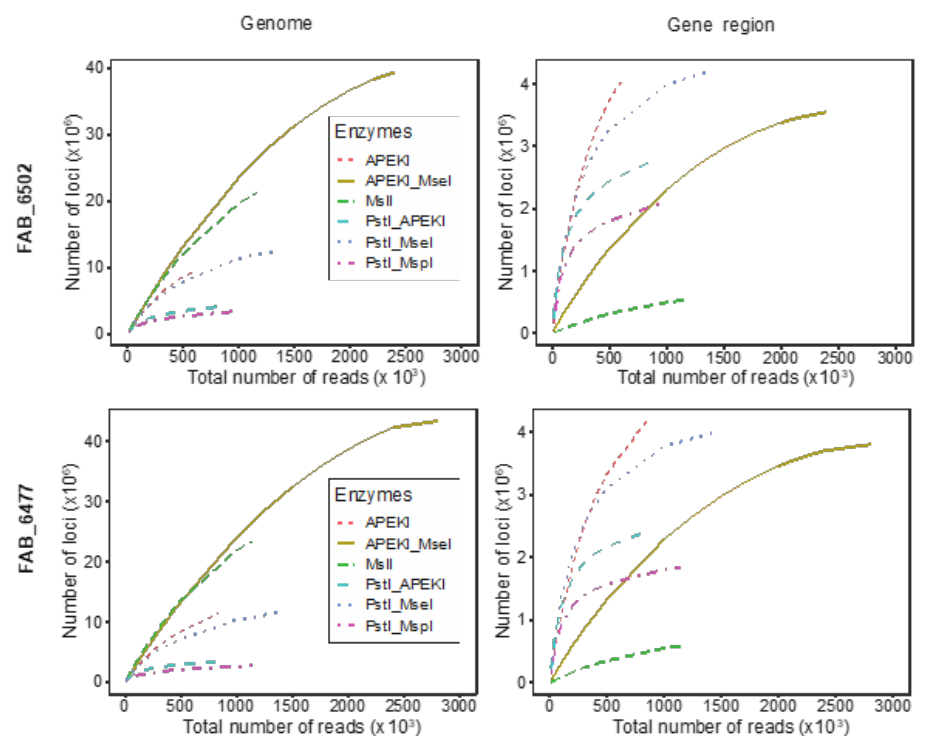 Genome
Gene region
FAB_6502
Number of loci (x10⁶)
40
30
20
10
0
Enzymes
APEKI
APEKI_MseI
MslI
PstI_APEKI
PstI_MseI
PstI_MspI
0 500 1000 1500 2000 2500 3000
Total number of reads (x 10³)
Number of loci (x10⁶)
4
3
2
1
0
0 500 1000 1500 2000 2500 3000
Total number of reads (x 10³)
FAB_6477
Number of loci (x10⁶)
40
30
20
10
0
Enzymes
APEKI
APEKI_MseI
MslI
PstI_APEKI
PstI_MseI
PstI_MspI
0 500 1000 1500 2000 2500 3000
Total number of reads (x 10³)
Number of loci (x10⁶)
4
3
2
1
0
0 500 1000 1500 2000 2500 3000
Total number of reads (x 10³)